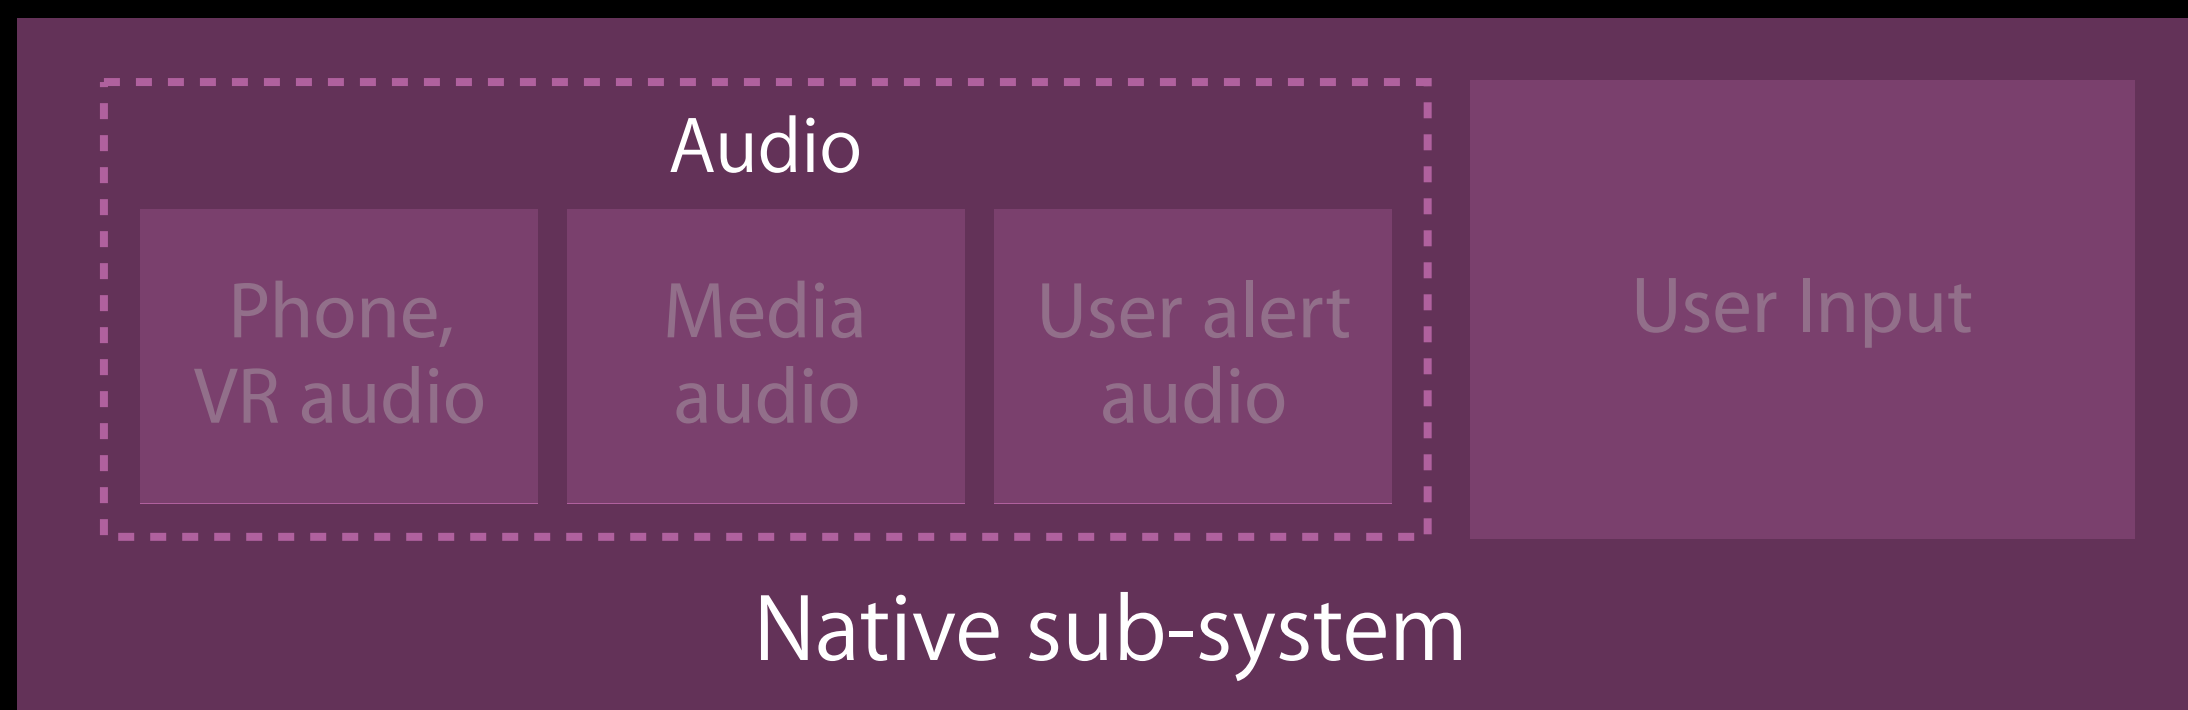 Audio
Phone,
VR audio
Media
audio
User alert
audio
User Input
Native sub-system